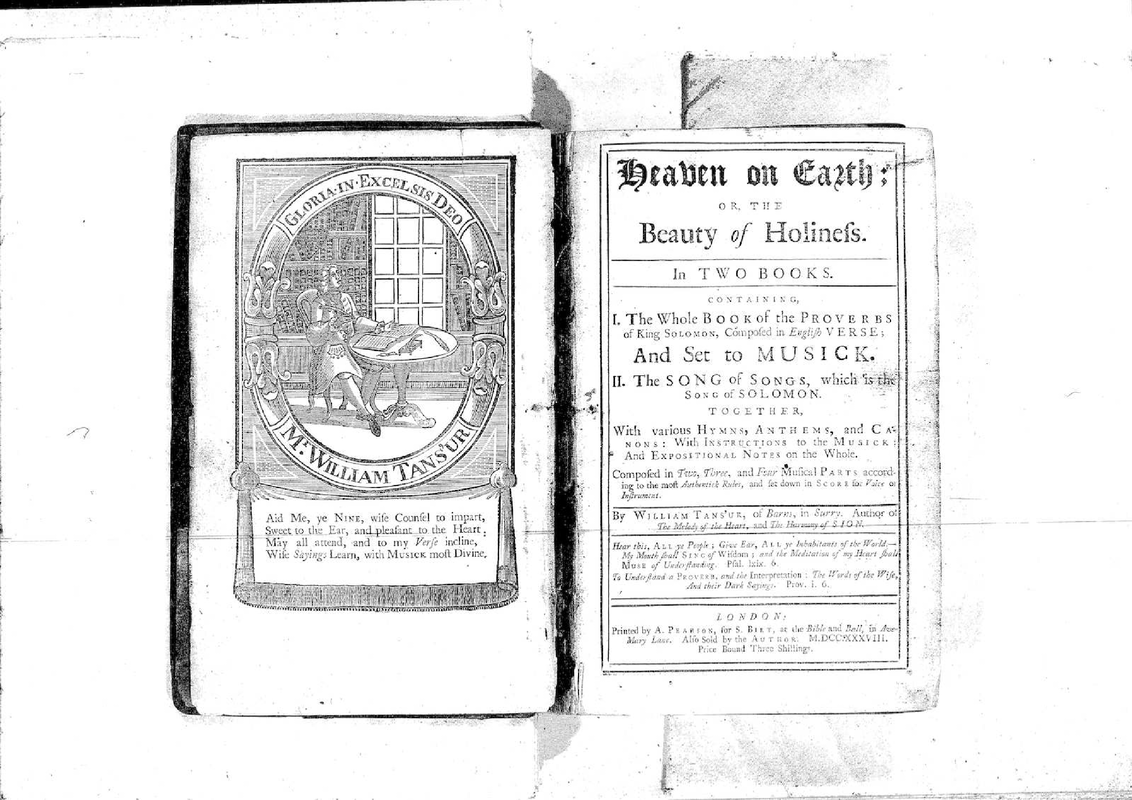 GLORIA·IN·EXCELSIS DEO
Mr. WILLIAM TANS'UR
Aid Me, ye NINE, wiſe Counſel to impart,
Sweet to the Ear, and pleaſant to the Heart;
May all attend, and to my Verſe incline,
Wiſe Sayings Learn, with MUSICK moſt Divine.
Heaven on Earth:
OR, THE
Beauty of Holineſs.
In TWO BOOKS.
CONTAINING,
I. The Whole BOOK of the PROVERBS
of King SOLOMON, Compoſed in Engliſh VERSE;
And Set to MUSICK.
II. The SONG of SONGS, which is the
SONG of SOLOMON.
TOGETHER,
With various HYMNS, ANTHEMS, and CA-
NONS: With INSTRUCTIONS to the MUSICK:
And EXPOSITIONAL NOTES on the Whole.
Compoſed in Two, Three, and Four Muſical PARTS accord-
ing to the moſt Authentick Rules, and ſet down in SCORE for Voice or
Inſtrument.
By WILLIAM TANS'UR, of Barns, in Surry. Author of
The Melody of the Heart, and The Harmony of SION.
Hear this, ALL ye People; Give Ear, ALL ye Inhabitants of the World.—
My Mouth ſhall SING of Wiſdom; and the Meditation of my Heart ſhall
MUSE of Underſtanding. Pſal. lxix. 6.
To Underſtand a PROVERB, and the Interpretation: The Words of the Wiſe,
And their Dark Sayings. Prov. i. 6.
LONDON:
Printed by A. PEARSON, for S. BIRT, at the Bible and Ball, in Ave-
Mary Lane. Alſo Sold by the AUTHOR. M.DCC.XXXVIII.
Price Bound Three Shillings.